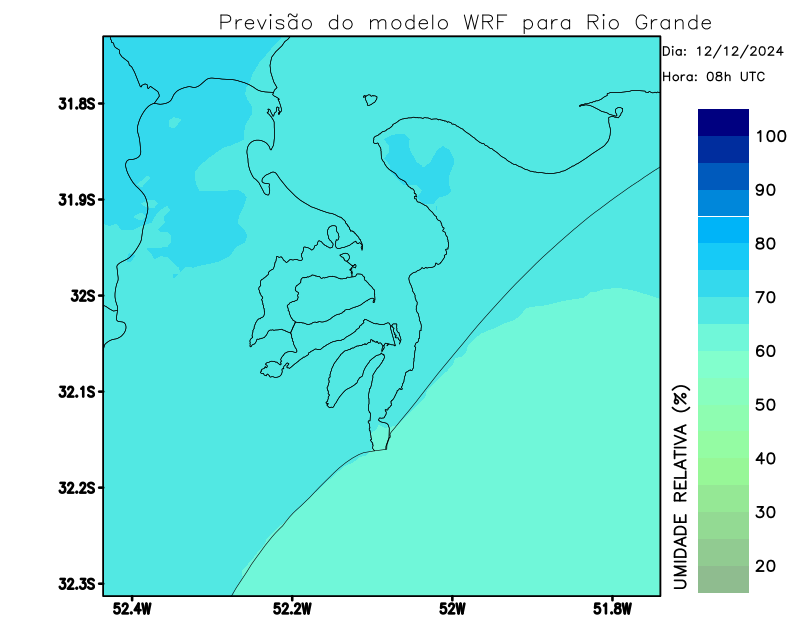 Previsão do modelo WRF para Rio Grande
Dia: 12/12/2024
Hora: 08h UTC
31.8S
31.9S
32S
32.1S
32.2S
32.3S
52.4W
52.2W
52W
51.8W
100
90
80
70
60
50
40
30
20
UMIDADE RELATIVA (%)